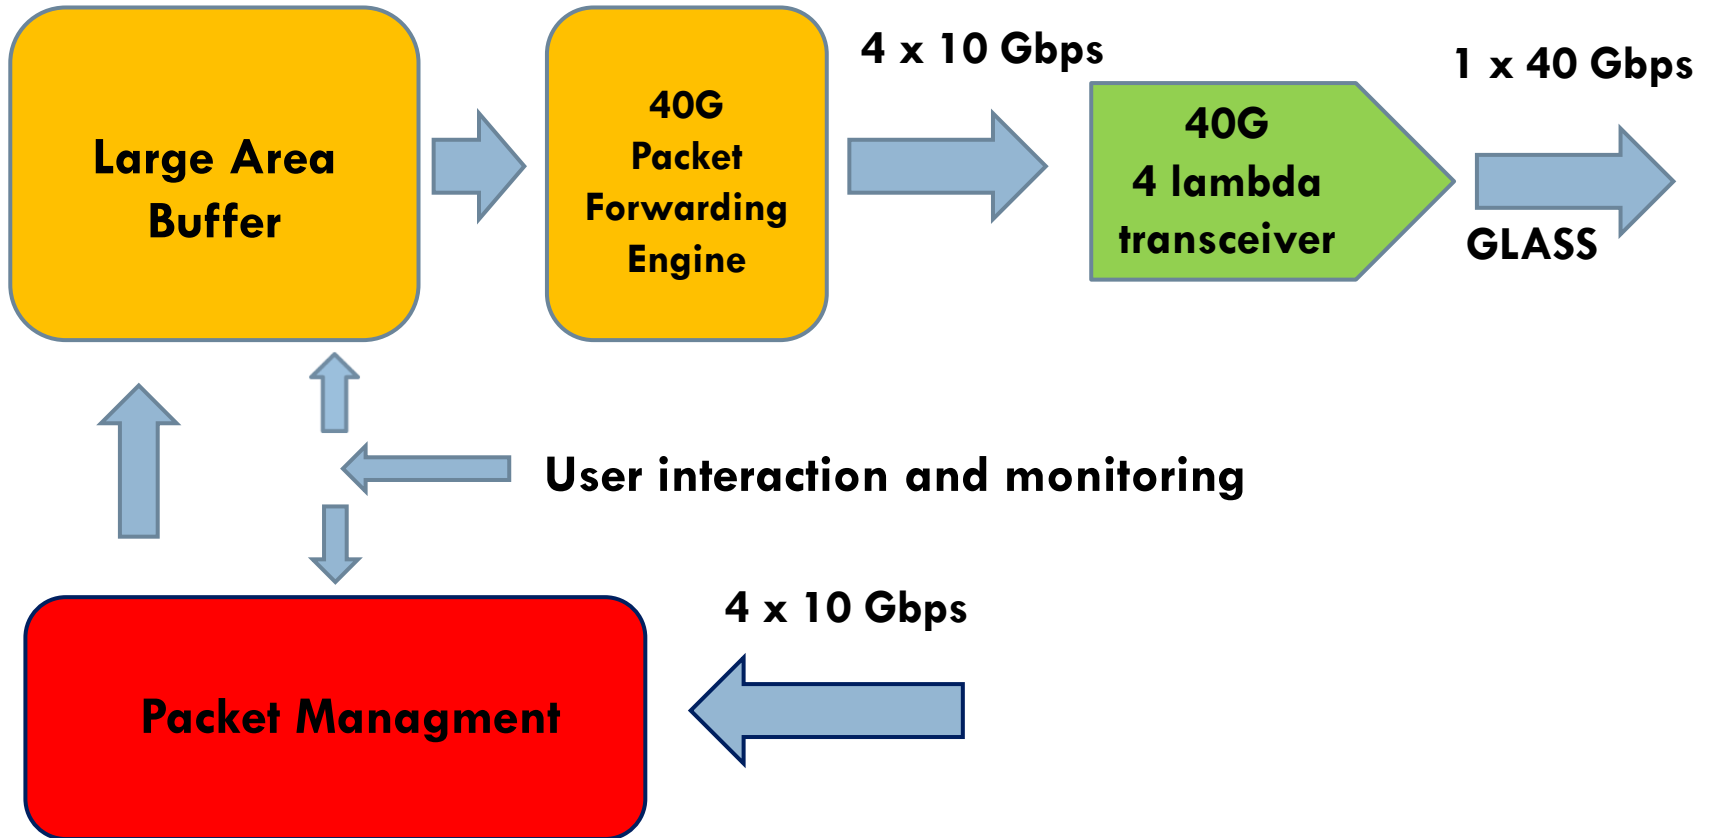 Large Area
Buffer
40G
Packet
Forwarding
Engine
4 x 10 Gbps
40G
4 lambda
transceiver
1 x 40 Gbps
GLASS
User interaction and monitoring
4 x 10 Gbps
Packet Managment